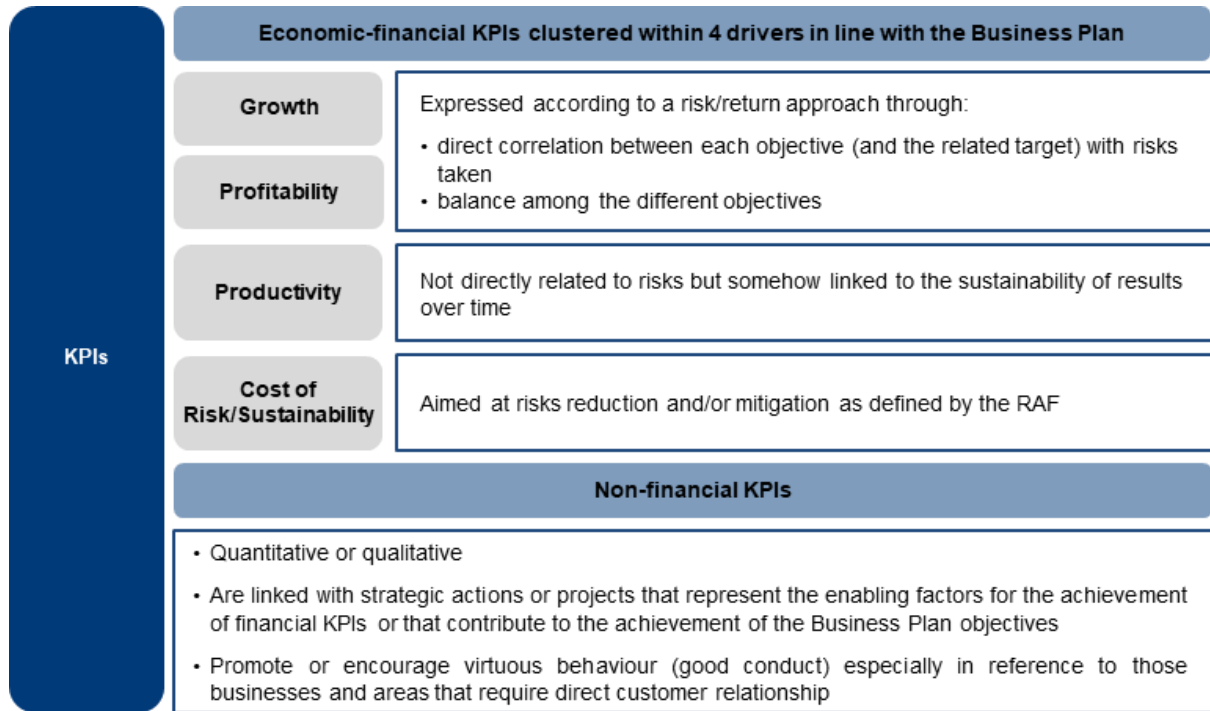 KPIs
Economic-financial KPIs clustered within 4 drivers in line with the Business Plan
Growth
Profitability
Expressed according to a risk/return approach through:
• direct correlation between each objective (and the related target) with risks
taken
• balance among the different objectives
Productivity
Not directly related to risks but somehow linked to the sustainability of results
over time
Cost of
Risk/Sustainability
Aimed at risks reduction and/or mitigation as defined by the RAF
Non-financial KPIs
• Quantitative or qualitative
• Are linked with strategic actions or projects that represent the enabling factors for the achievement
of financial KPIs or that contribute to the achievement of the Business Plan objectives
• Promote or encourage virtuous behaviour (good conduct) especially in reference to those
businesses and areas that require direct customer relationship